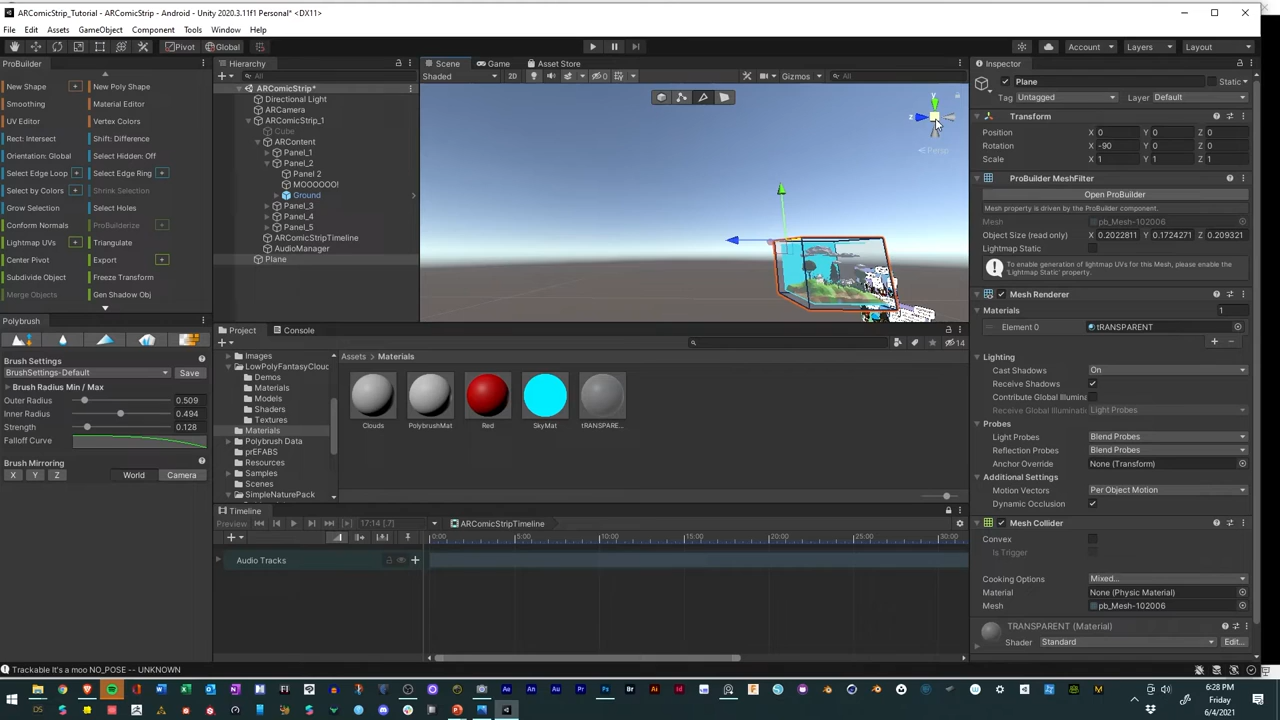 ARComicStrip_Tutorial - ARComicStrip - Android - Unity 2020.3.11f1 Personal* <DX11>
File Edit Assets GameObject Component Tools Window Help
Pivot Global Account Layers Layout
ProBuilder
New Shape New Poly Shape
Smoothing Material Editor
UV Editor Vertex Colors
Rect: Intersect Shift: Difference
Orientation: Global Select Hidden: Off
Select Edge Loop Select Edge Ring
Select by Colors Shrink Selection
Grow Selection Select Holes
Conform Normals ProBuilderize
Lightmap UVs Triangulate
Center Pivot Export
Subdivide Object Freeze Transform
Merge Objects Gen Shadow Obj
Polybrush
Brush Settings
BrushSettings-Default Save
Brush Radius Min / Max
Outer Radius 0.509
Inner Radius 0.494
Strength 0.128
Falloff Curve
Brush Mirroring
X Y Z World Camera
Hierarchy
All
ARComicStrip*
Directional Light
ARCamera
ARComicStrip_1
Cube
ARContent
Panel_1
Panel_2
Panel 2
MOOOOOO!
Ground
Panel_3
Panel_4
Panel_5
ARComicStripTimeline
AudioManager
Plane
Scene Game Asset Store
Shaded 2D 0 Gizmos All
y
z
Persp
Project Console
14
Images
LowPolyFantasyCloud
Demos
Materials
Models
Shaders
Textures
Materials
Polybrush Data
prEFABS
Resources
Samples
Scenes
SimpleNaturePack
Assets > Materials
Clouds PolybrushMat Red SkyMat tRANSPARE...
Timeline
Preview 17:14 [.7] ARComicStripTimeline
0:00 5:00 10:00 15:00 20:00 25:00 30:00
Audio Tracks
Inspector
Plane Static
Tag Untagged Layer Default
Transform
Position X 0 Y 0 Z 0
Rotation X -90 Y 0 Z 0
Scale X 1 Y 1 Z 1
ProBuilder MeshFilter
Open ProBuilder
Mesh property is driven by the ProBuilder component.
Mesh pb_Mesh-102006
Object Size (read only) X 0.2022811 Y 0.1724271 Z 0.209321
Lightmap Static
To enable generation of lightmap UVs for this Mesh, please enable the
'Lightmap Static' property.
Mesh Renderer
Materials 1
Element 0 tRANSPARENT
Lighting
Cast Shadows On
Receive Shadows
Contribute Global Illumina
Receive Global Illuminati Light Probes
Probes
Light Probes Blend Probes
Reflection Probes Blend Probes
Anchor Override None (Transform)
Additional Settings
Motion Vectors Per Object Motion
Dynamic Occlusion
Mesh Collider
Convex
Is Trigger
Cooking Options Mixed...
Material None (Physic Material)
Mesh pb_Mesh-102006
TRANSPARENT (Material)
Shader Standard Edit...
Trackable It's a moo NO_POSE -- UNKNOWN
6:28 PM
Friday
6/4/2021